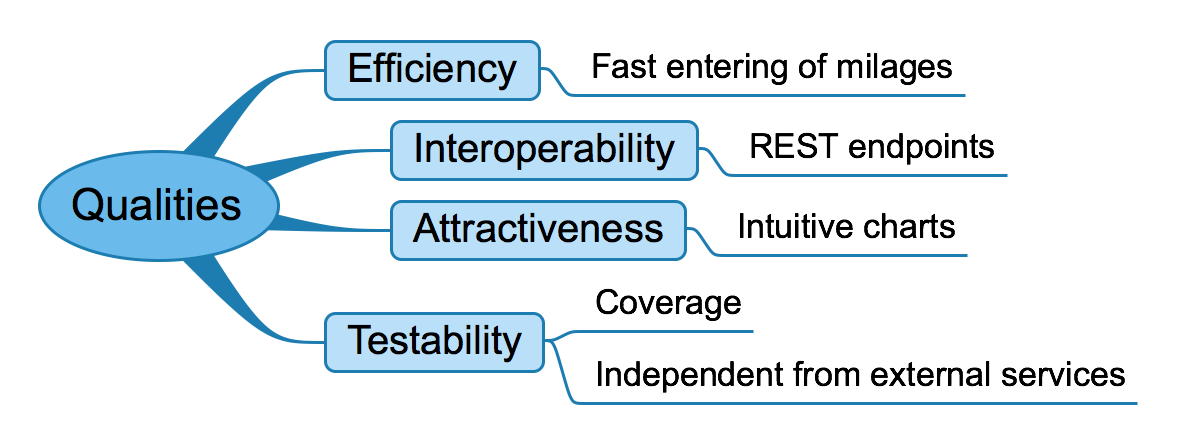 Qualities
Efficiency
Fast entering of milages
Interoperability
REST endpoints
Attractiveness
Intuitive charts
Testability
Coverage
Independent from external services